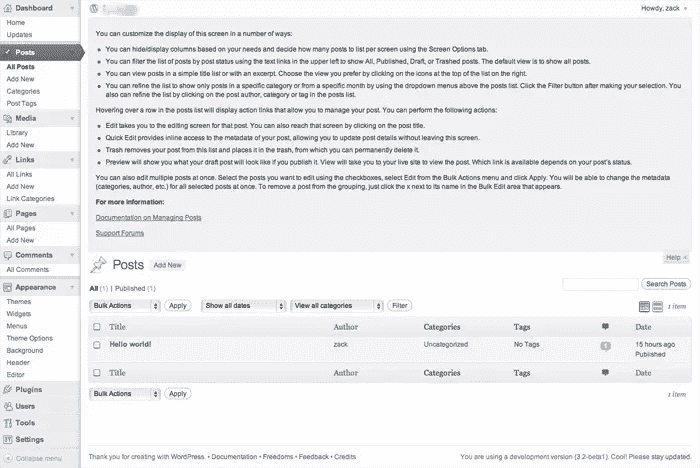 Dashboard
Home
Updates
Posts
All Posts
Add New
Categories
Post Tags
Media
Library
Add New
Links
All Links
Add New
Link Categories
Pages
All Pages
Add New
Comments
All Comments
Appearance
Themes
Widgets
Menus
Theme Options
Background
Header
Editor
Plugins
Users
Tools
Settings
Collapse menu
Howdy, zack
You can customize the display of this screen in a number of ways:
You can hide/display columns based on your needs and decide how many posts to list per screen using the Screen Options tab.
You can filter the list of posts by post status using the text links in the upper left to show All, Published, Draft, or Trashed posts. The default view is to show all posts.
You can view posts in a simple title list or with an excerpt. Choose the view you prefer by clicking on the icons at the top of the list on the right.
You can refine the list to show only posts in a specific category or from a specific month by using the dropdown menus above the posts list. Click the Filter button after making your selection. You
also can refine the list by clicking on the post author, category or tag in the posts list.
Hovering over a row in the posts list will display action links that allow you to manage your post. You can perform the following actions:
Edit takes you to the editing screen for that post. You can also reach that screen by clicking on the post title.
Quick Edit provides inline access to the metadata of your post, allowing you to update post details without leaving this screen.
Trash removes your post from this list and places it in the trash, from which you can permanently delete it.
Preview will show you what your draft post will look like if you publish it. View will take you to your live site to view the post. Which link is available depends on your post's status.
You can also edit multiple posts at once. Select the posts you want to edit using the checkboxes, select Edit from the Bulk Actions menu and click Apply. You will be able to change the metadata
(categories, author, etc.) for all selected posts at once. To remove a post from the grouping, just click the x next to its name in the Bulk Edit area that appears.
For more information:
Documentation on Managing Posts
Support Forums
Help
Posts Add New
All (1) | Published (1)
Search Posts
Bulk Actions Apply Show all dates View all categories Filter 1 item
Title Author Categories Tags Date
Hello world! zack Uncategorized No Tags 1 15 hours ago
Published
Title Author Categories Tags Date
Bulk Actions Apply 1 item
Thank you for creating with WordPress. • Documentation • Freedoms • Feedback • Credits You are using a development version (3.2-beta1). Cool! Please stay updated.